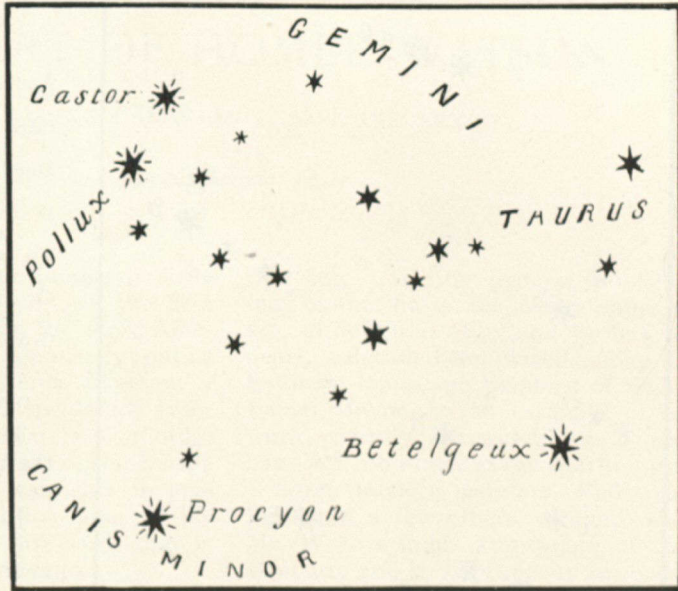 GEMINI
Castor
Pollux
TAURUS
Betelgeux
Procyon
CANIS MINOR